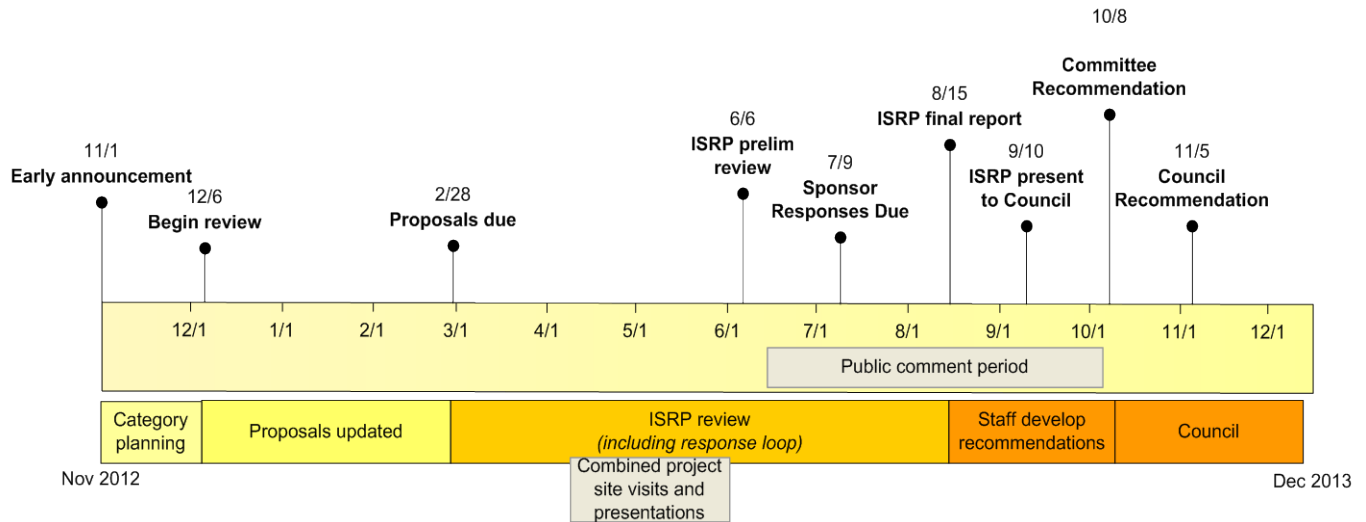 11/1
Early announcement
12/6
Begin review
2/28
Proposals due
6/6
ISRP prelim
review
7/9
Sponsor
Responses Due
8/15
ISRP final report
9/10
ISRP present
to Council
10/8
Committee
Recommendation
11/5
Council
Recommendation
12/1
1/1
2/1
3/1
4/1
5/1
6/1
7/1
8/1
9/1
10/1
11/1
12/1
Public comment period
Category
planning
Proposals updated
ISRP review
(including response loop)
Staff develop
recommendations
Council
Combined project
site visits and
presentations
Nov 2012
Dec 2013